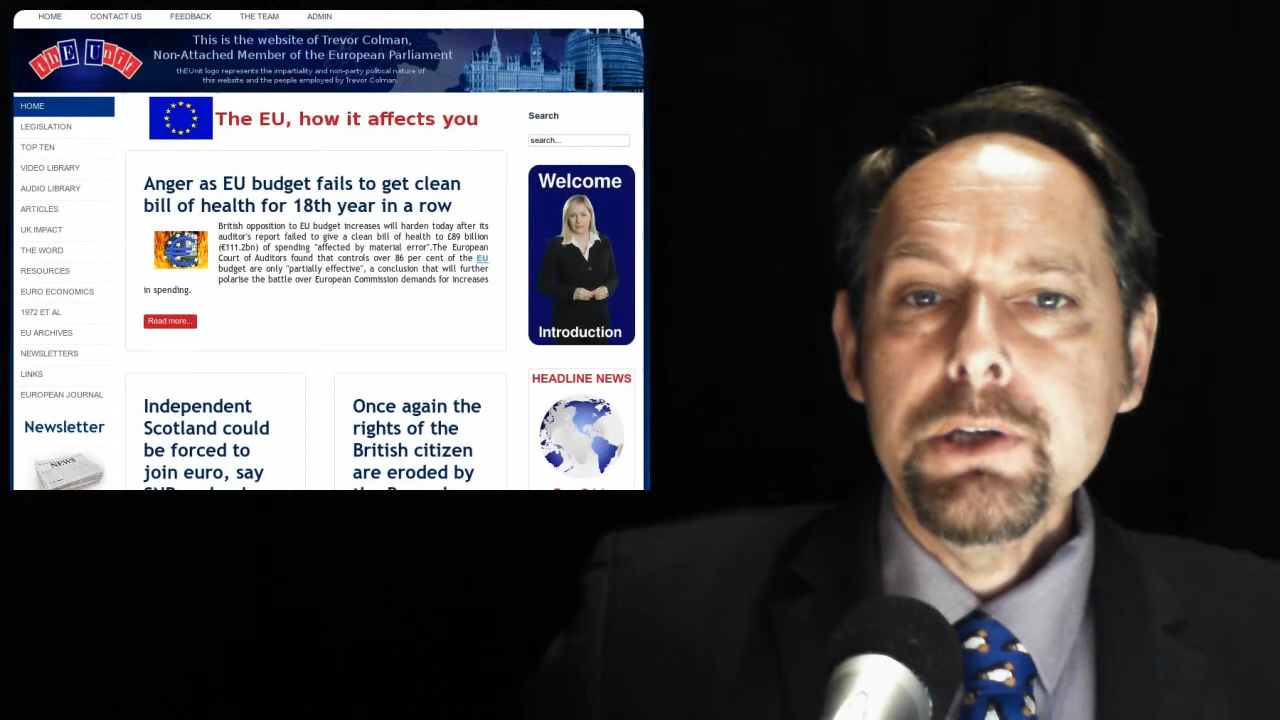 HOME CONTACT US FEEDBACK THE TEAM ADMIN
thEUnit
This is the website of Trevor Colman,
Non-Attached Member of the European Parliament
thEUnit logo represents the impartiality and non-party political nature of
this website and the people employed by Trevor Colman
HOME
LEGISLATION
TOP TEN
VIDEO LIBRARY
AUDIO LIBRARY
ARTICLES
UK IMPACT
THE WORD
RESOURCES
EURO ECONOMICS
1972 ET AL
EU ARCHIVES
NEWSLETTERS
LINKS
EUROPEAN JOURNAL
Newsletter
NEWS
The EU, how it affects you
Anger as EU budget fails to get clean
bill of health for 18th year in a row
British opposition to EU budget increases will harden today after its
auditor's report failed to give a clean bill of health to £89 billion
(€111.2bn) of spending "affected by material error".The European
Court of Auditors found that controls over 86 per cent of the EU
budget are only "partially effective", a conclusion that will further
polarise the battle over European Commission demands for increases
in spending.
Read more...
Independent
Scotland could
be forced to
join euro, say
Once again the
rights of the
British citizen
are eroded by
Search
search...
Welcome
Introduction
HEADLINE NEWS